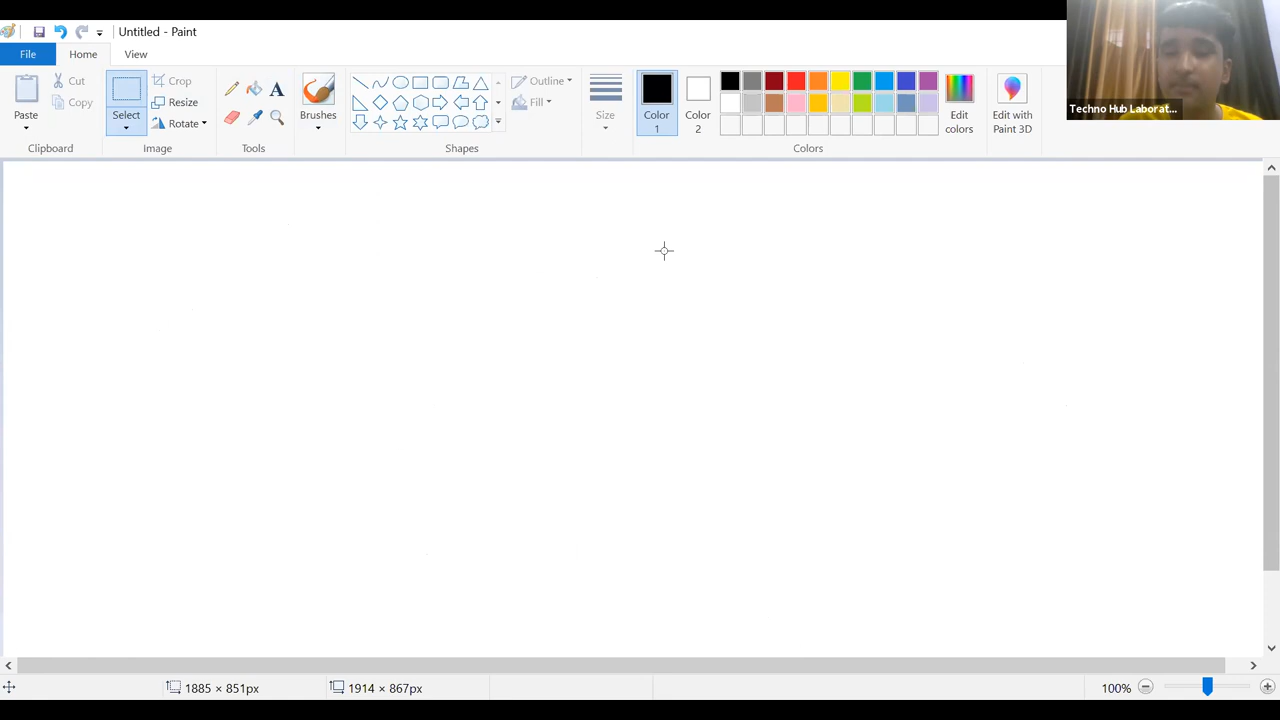 Untitled - Paint
File Home View
Paste
Cut
Copy
Clipboard
Select
Crop
Resize
Rotate
Image
A
Tools
Brushes
Outline
Fill
Shapes
Size
Color 1
Color 2
Edit colors
Colors
Edit with Paint 3D
Techno Hub Laborat...
1885 × 851px
1914 × 867px
100%